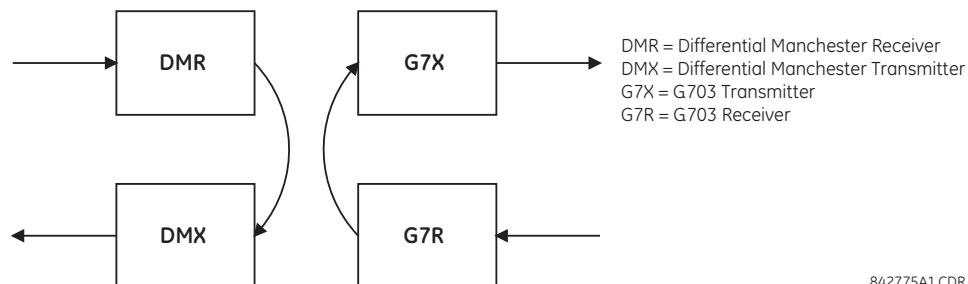 DMR
G7X
DMR = Differential Manchester Receiver
DMX = Differential Manchester Transmitter
G7X = G703 Transmitter
G7R = G703 Receiver
DMX
G7R
842775A1.CDR